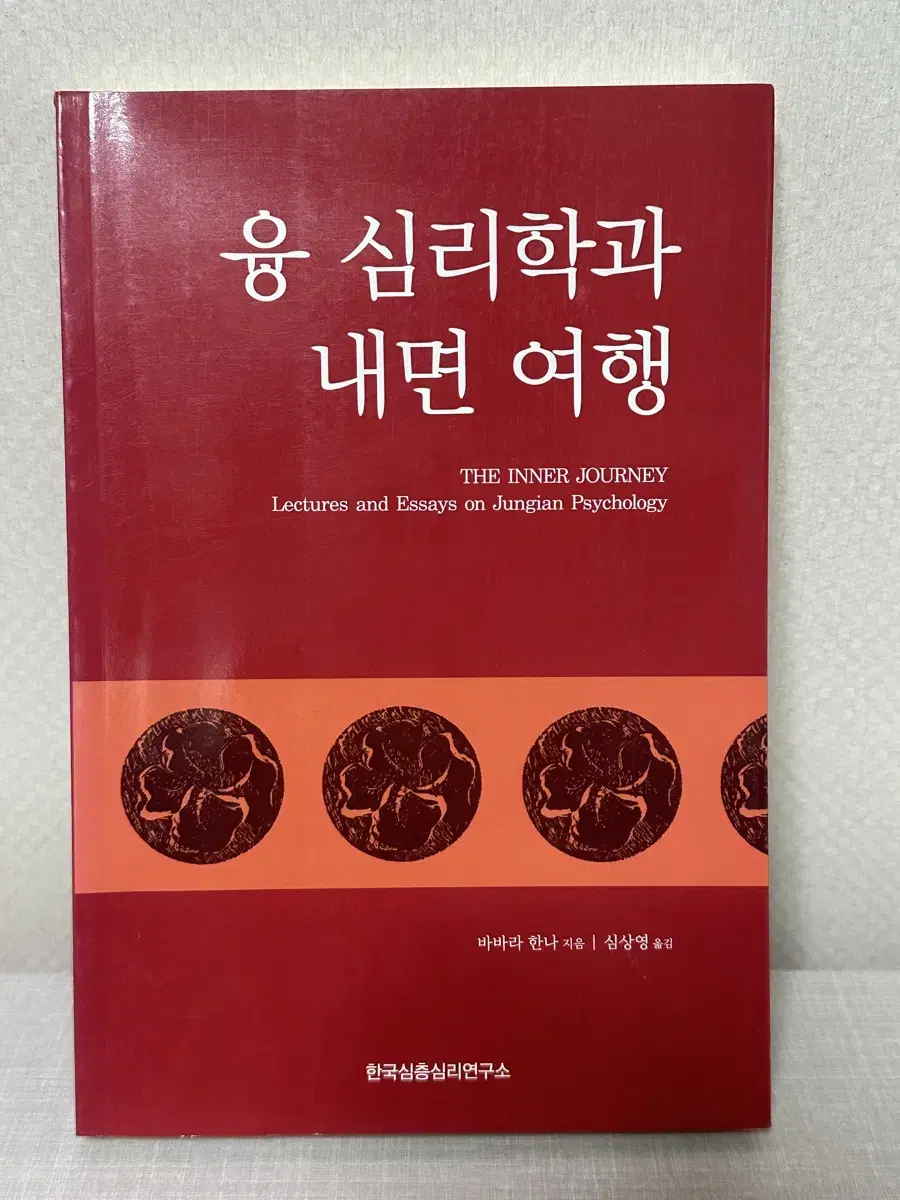 융 심리학과
내면 여행
THE INNER JOURNEY
Lectures and Essays on Jungian Psychology
바바라 한나 지음 | 심상영 옮김
한국심층심리연구소